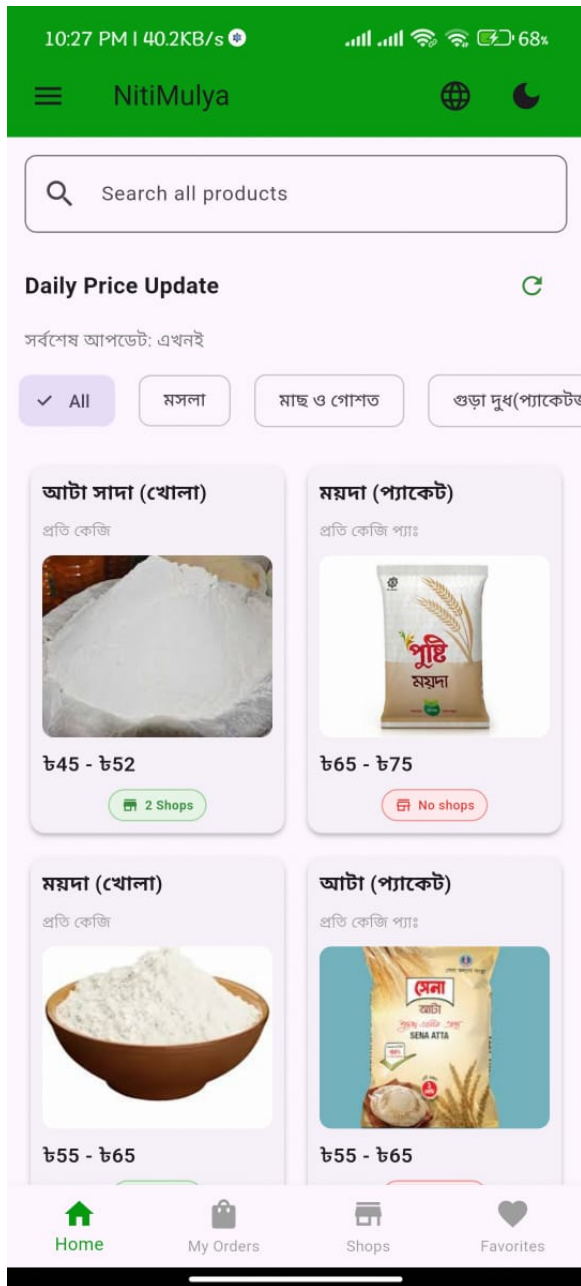 10:27 PM | 40.2KB/s 68%
NitiMulya
Search all products
Daily Price Update
সর্বশেষ আপডেট: এখনই
All মসলা মাছ ও গোশত গুড়া দুধ(প্যাকেট
আটা সাদা (খোলা)
প্রতি কেজি
৳45 - ৳52
2 Shops
ময়দা (প্যাকেট)
প্রতি কেজি প্যাঃ
পুষ্টি
ময়দা
৳65 - ৳75
No shops
ময়দা (খোলা)
প্রতি কেজি
৳55 - ৳65
আটা (প্যাকেট)
প্রতি কেজি প্যাঃ
সেনা
আটা
SENA ATTA
৳55 - ৳65
Home My Orders Shops Favorites